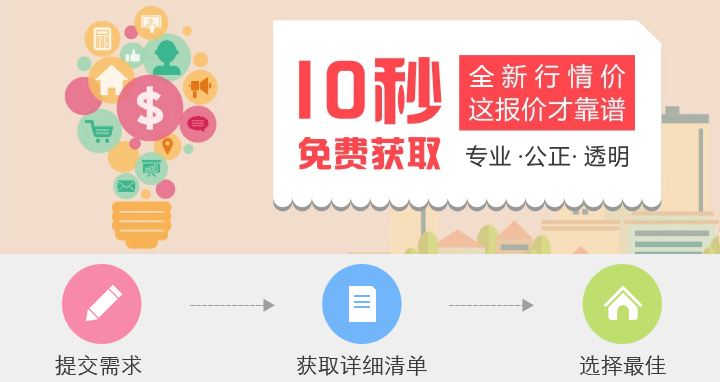 10秒
免费获取
全新行情价
这报价才靠谱
专业·公正·透明
$
提交需求
获取详细清单
选择最佳